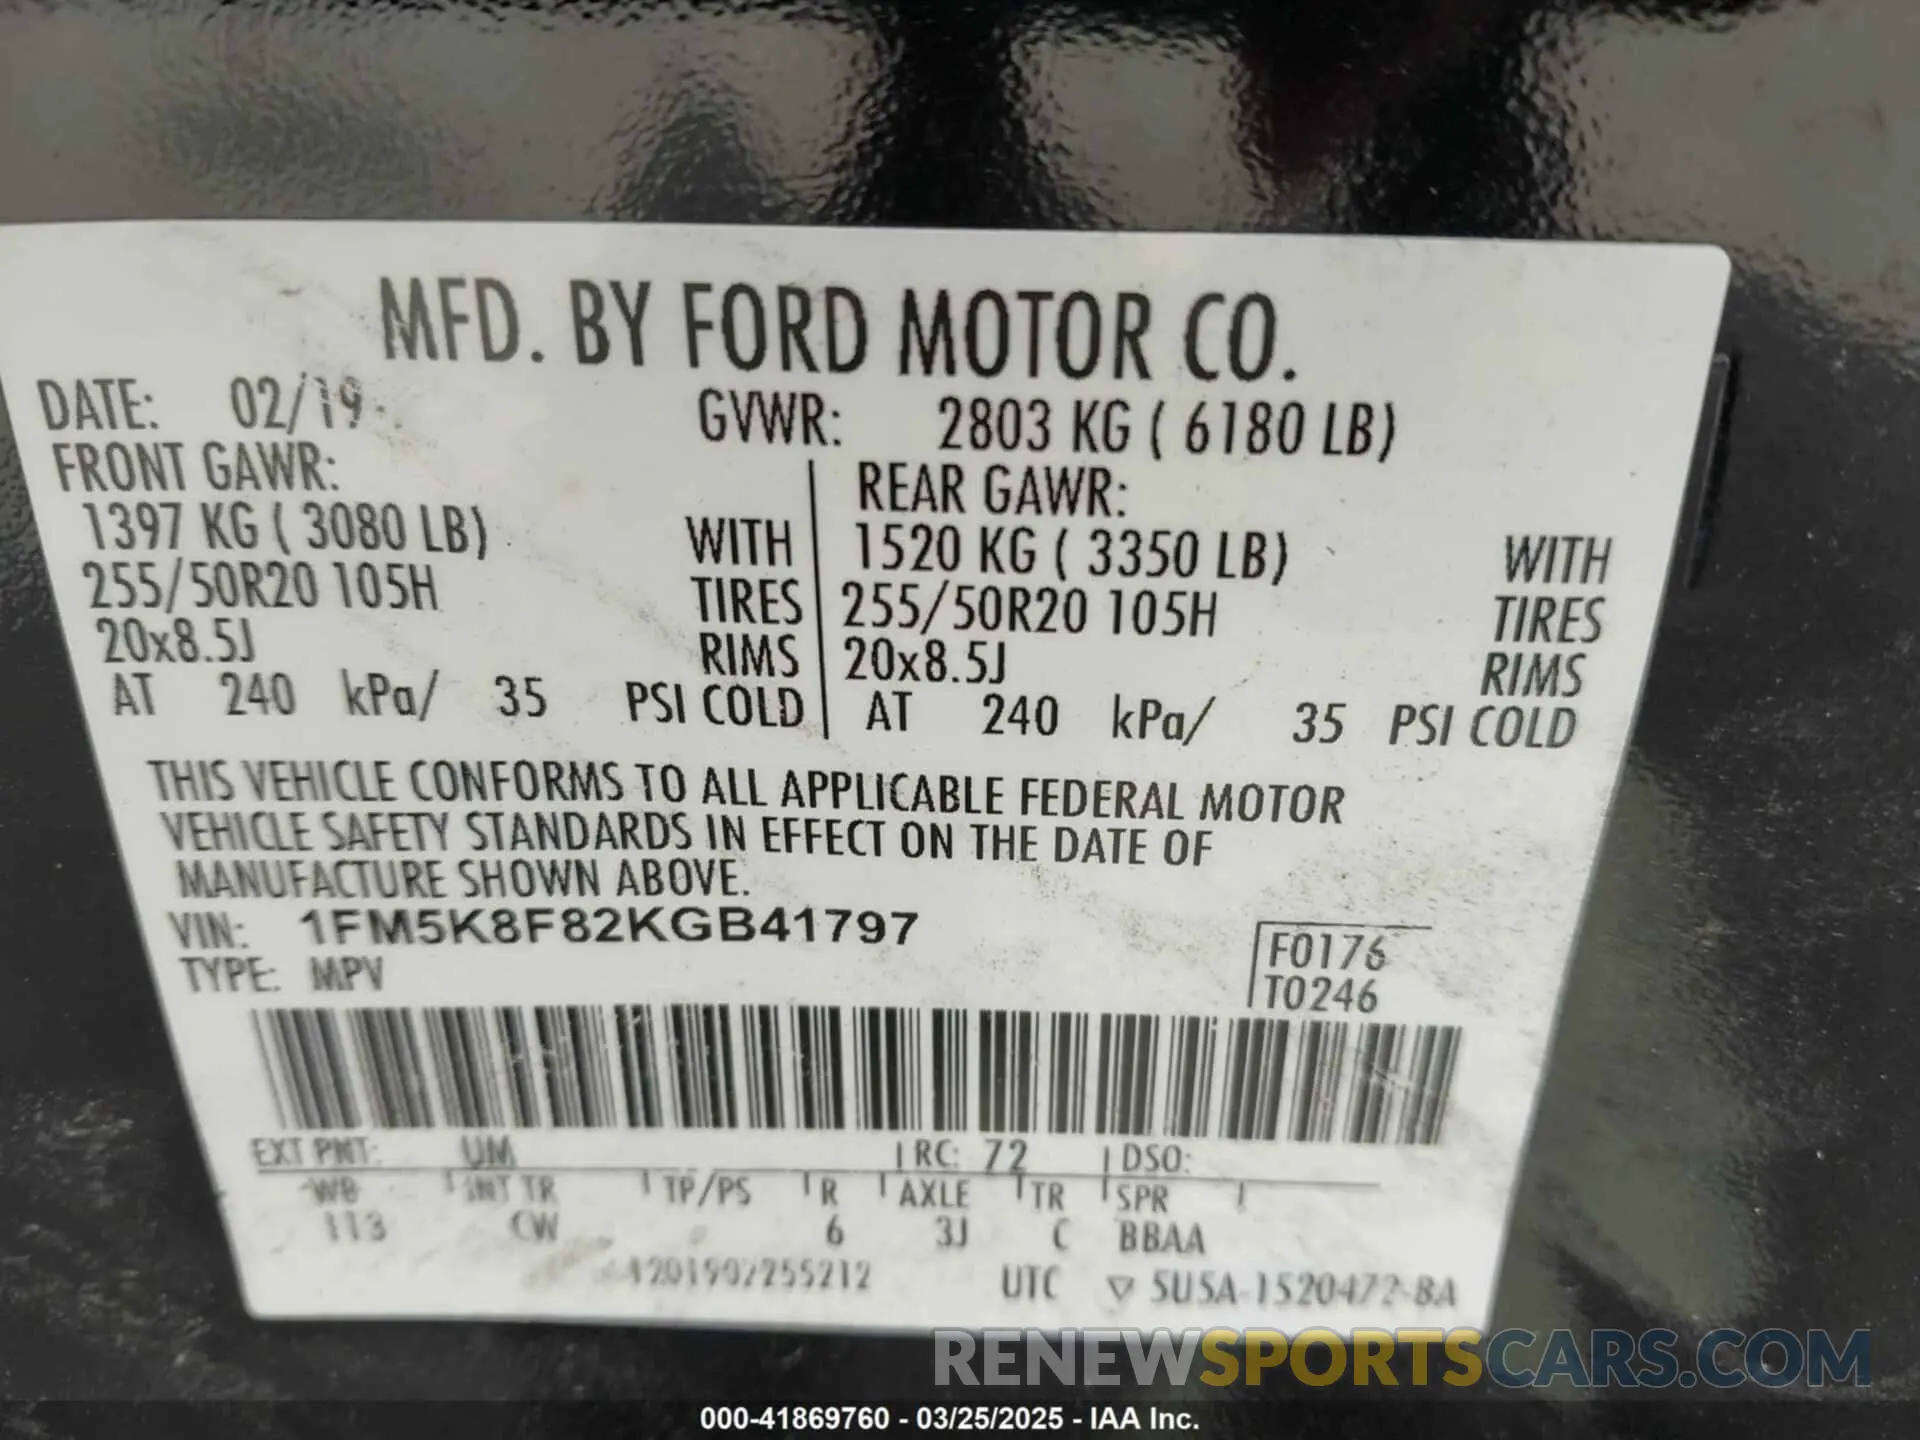 MFD. BY FORD MOTOR CO.
DATE: 02/19 GVWR: 2803 KG ( 6180 LB)
FRONT GAWR: REAR GAWR:
1397 KG ( 3080 LB) WITH 1520 KG ( 3350 LB) WITH
255/50R20 105H TIRES 255/50R20 105H TIRES
20x8.5J RIMS 20x8.5J RIMS
AT 240 kPa/ 35 PSI COLD AT 240 kPa/ 35 PSI COLD
THIS VEHICLE CONFORMS TO ALL APPLICABLE FEDERAL MOTOR
VEHICLE SAFETY STANDARDS IN EFFECT ON THE DATE OF
MANUFACTURE SHOWN ABOVE.
VIN: 1FM5K8F82KGB41797
TYPE: MPV
F0176
T0246
EXT PNT: UM RC: 72 DSO:
WB INT TR TP/PS R AXLE TR SPR
113 CW 6 3J C BBAA
UTC ▽ 5U5A-1520472-BA
RENEWSPORTSCARS.COM
000-41869760 - 03/25/2025 - IAA Inc.